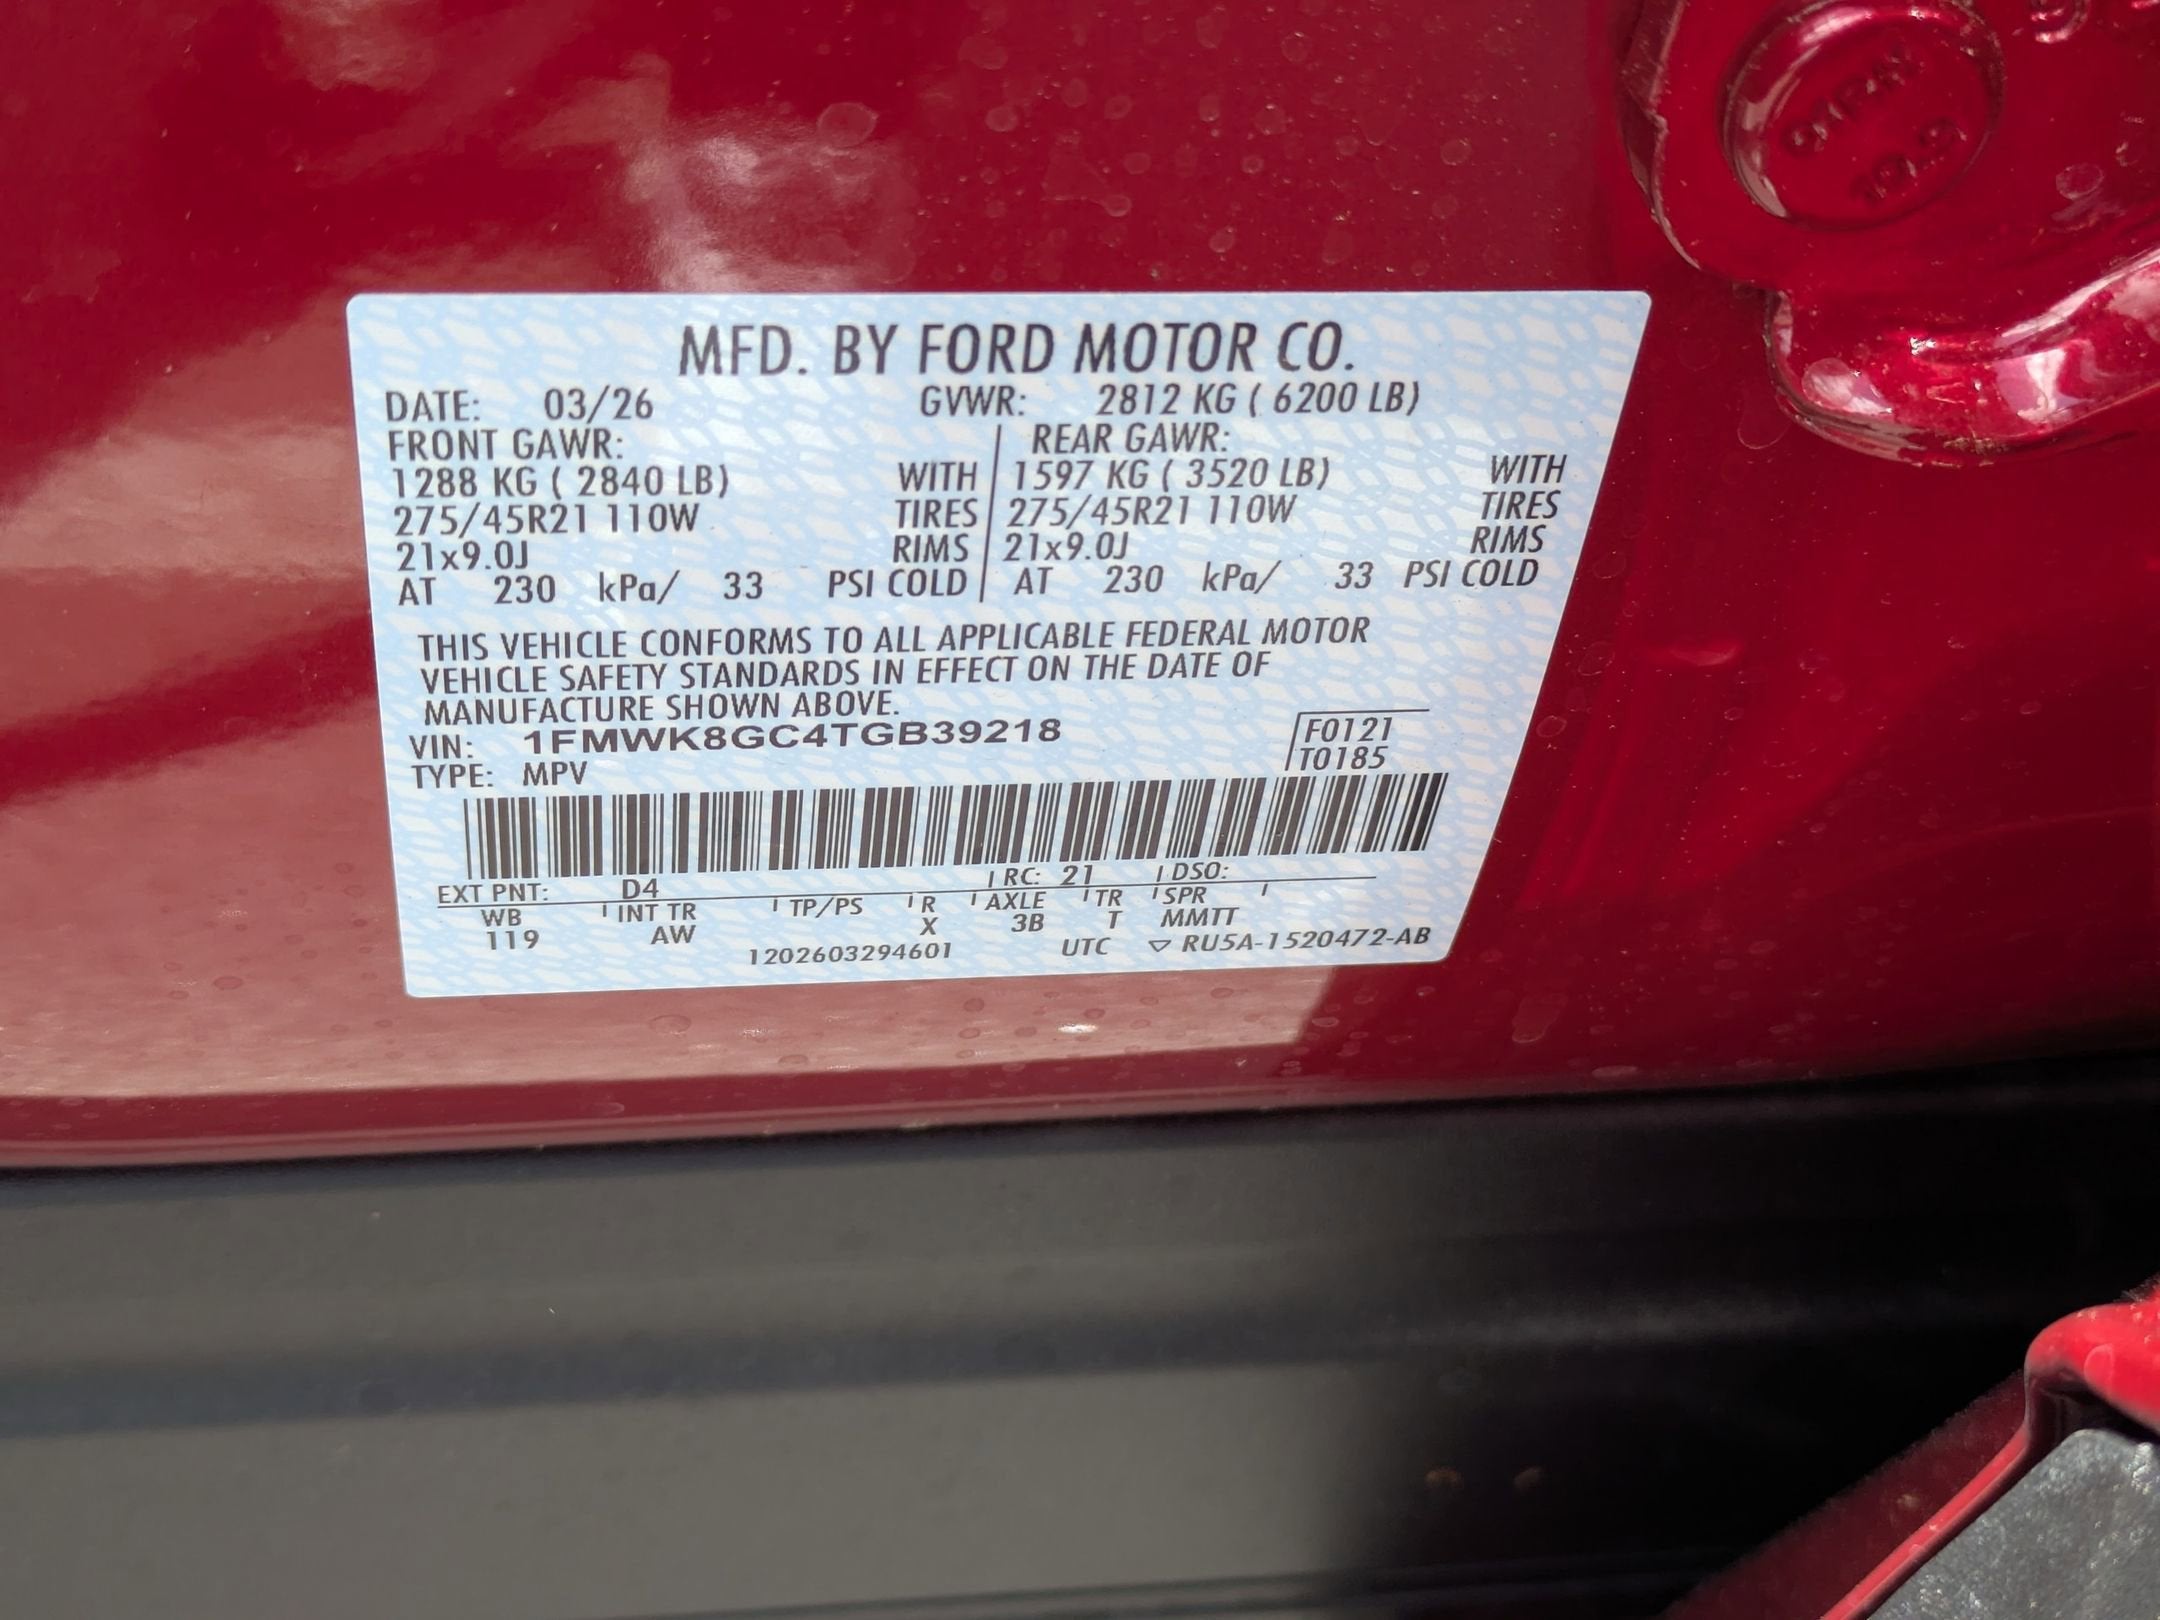 MFD. BY FORD MOTOR CO.
DATE: 03/26 GVWR: 2812 KG ( 6200 LB)
FRONT GAWR: REAR GAWR:
1288 KG ( 2840 LB) WITH 1597 KG ( 3520 LB) WITH
275/45R21 110W TIRES 275/45R21 110W TIRES
21x9.0J RIMS 21x9.0J RIMS
AT 230 kPa/ 33 PSI COLD AT 230 kPa/ 33 PSI COLD
THIS VEHICLE CONFORMS TO ALL APPLICABLE FEDERAL MOTOR
VEHICLE SAFETY STANDARDS IN EFFECT ON THE DATE OF
MANUFACTURE SHOWN ABOVE.
VIN: 1FMWK8GC4TGB39218 F0121
TYPE: MPV T0185
EXT PNT: D4 RC: 21 DSO:
WB INT TR TP/PS R AXLE TR SPR
119 AW X 3B T MMTT
1202603294601 UTC ▽ RU5A-1520472-AB
10.9